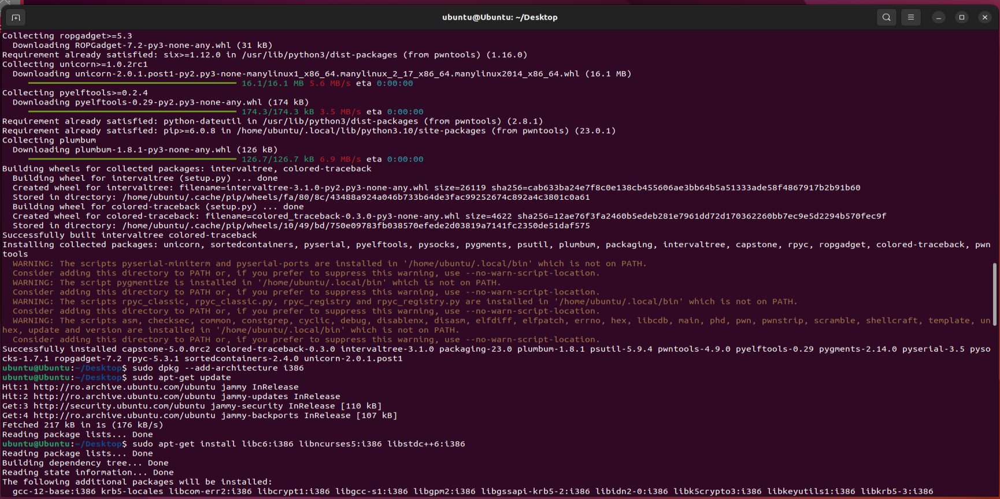 ubuntu@Ubuntu: ~/Desktop
Collecting ropgadget>=5.3
  Downloading ROPGadget-7.2-py3-none-any.whl (31 kB)
Requirement already satisfied: six>=1.12.0 in /usr/lib/python3/dist-packages (from pwntools) (1.16.0)
Collecting unicorn>=1.0.2rc1
  Downloading unicorn-2.0.1.post1-py2.py3-none-manylinux1_x86_64.manylinux_2_17_x86_64.manylinux2014_x86_64.whl (16.1 MB)
16.1/16.1 MB 5.6 MB/s eta 0:00:00
Collecting pyelftools>=0.2.4
  Downloading pyelftools-0.29-py2.py3-none-any.whl (174 kB)
174.3/174.3 kB 3.5 MB/s eta 0:00:00
Requirement already satisfied: python-dateutil in /usr/lib/python3/dist-packages (from pwntools) (2.8.1)
Requirement already satisfied: pip>=6.0.8 in /home/ubuntu/.local/lib/python3.10/site-packages (from pwntools) (23.0.1)
Collecting plumbum
  Downloading plumbum-1.8.1-py3-none-any.whl (126 kB)
126.7/126.7 kB 6.9 MB/s eta 0:00:00
Building wheels for collected packages: intervaltree, colored-traceback
  Building wheel for intervaltree (setup.py) ... done
  Created wheel for intervaltree: filename=intervaltree-3.1.0-py2.py3-none-any.whl size=26119 sha256=cab633ba24e7f8c0e138cb455606ae3bb64b5a51333ade58f4867917b2b91b60
  Stored in directory: /home/ubuntu/.cache/pip/wheels/fa/80/8c/43488a924a046b733b64de3fac99252674c892a4c3801c0a61
  Building wheel for colored-traceback (setup.py) ... done
  Created wheel for colored-traceback: filename=colored_traceback-0.3.0-py3-none-any.whl size=4622 sha256=12ae76f3fa2460b5edeb281e7961dd72d170362260bb7ec9e5d2294b570fec9f
  Stored in directory: /home/ubuntu/.cache/pip/wheels/10/49/bd/750e09783fb038570efede2d03819a7141fc2350de51daf575
Successfully built intervaltree colored-traceback
Installing collected packages: unicorn, sortedcontainers, pyserial, pyelftools, pysocks, pygments, psutil, plumbum, packaging, intervaltree, capstone, rpyc, ropgadget, colored-traceback, pwn
tools
  WARNING: The scripts pyserial-miniterm and pyserial-ports are installed in '/home/ubuntu/.local/bin' which is not on PATH.
  Consider adding this directory to PATH or, if you prefer to suppress this warning, use --no-warn-script-location.
  WARNING: The script pygmentize is installed in '/home/ubuntu/.local/bin' which is not on PATH.
  Consider adding this directory to PATH or, if you prefer to suppress this warning, use --no-warn-script-location.
  WARNING: The scripts rpyc_classic, rpyc_classic.py, rpyc_registry and rpyc_registry.py are installed in '/home/ubuntu/.local/bin' which is not on PATH.
  Consider adding this directory to PATH or, if you prefer to suppress this warning, use --no-warn-script-location.
  WARNING: The scripts asm, checksec, common, constgrep, cyclic, debug, disablenx, disasm, elfdiff, elfpatch, errno, hex, libcdb, main, phd, pwn, pwnstrip, scramble, shellcraft, template, un
hex, update and version are installed in '/home/ubuntu/.local/bin' which is not on PATH.
  Consider adding this directory to PATH or, if you prefer to suppress this warning, use --no-warn-script-location.
Successfully installed capstone-5.0.0rc2 colored-traceback-0.3.0 intervaltree-3.1.0 packaging-23.0 plumbum-1.8.1 psutil-5.9.4 pwntools-4.9.0 pyelftools-0.29 pygments-2.14.0 pyserial-3.5 pyso
cks-1.7.1 ropgadget-7.2 rpyc-5.3.1 sortedcontainers-2.4.0 unicorn-2.0.1.post1
ubuntu@Ubuntu:~/Desktop$ sudo dpkg --add-architecture i386
ubuntu@Ubuntu:~/Desktop$ sudo apt-get update
Hit:1 http://ro.archive.ubuntu.com/ubuntu jammy InRelease
Hit:2 http://ro.archive.ubuntu.com/ubuntu jammy-updates InRelease
Get:3 http://security.ubuntu.com/ubuntu jammy-security InRelease [110 kB]
Get:4 http://ro.archive.ubuntu.com/ubuntu jammy-backports InRelease [107 kB]
Fetched 217 kB in 1s (176 kB/s)
Reading package lists... Done
ubuntu@Ubuntu:~/Desktop$ sudo apt-get install libc6:i386 libncurses5:i386 libstdc++6:i386
Reading package lists... Done
Building dependency tree... Done
Reading state information... Done
The following additional packages will be installed:
  gcc-12-base:i386 krb5-locales libcom-err2:i386 libcrypt1:i386 libgcc-s1:i386 libgpm2:i386 libgssapi-krb5-2:i386 libidn2-0:i386 libk5crypto3:i386 libkeyutils1:i386 libkrb5-3:i386